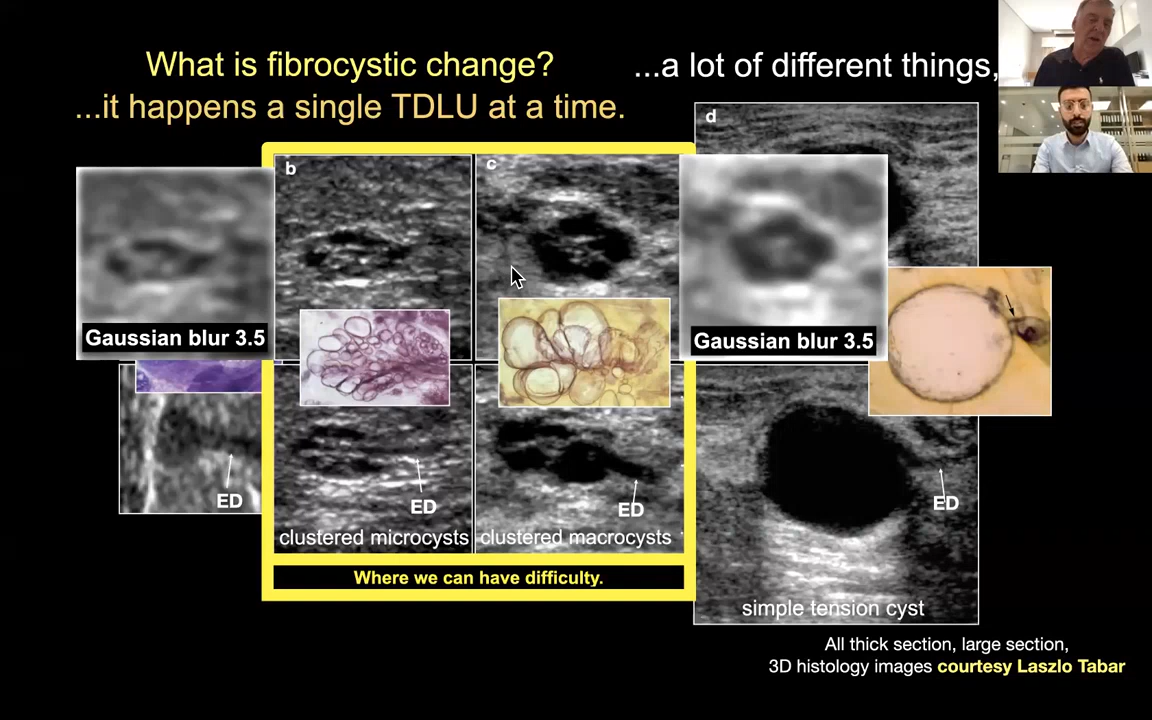 What is fibrocystic change?
...a lot of different things,
...it happens a single TDLU at a time.
b
c
d
Gaussian blur 3.5
Gaussian blur 3.5
ED
ED
ED
ED
clustered microcysts
clustered macrocysts
Where we can have difficulty.
simple tension cyst
All thick section, large section,
3D histology images courtesy Laszlo Tabar